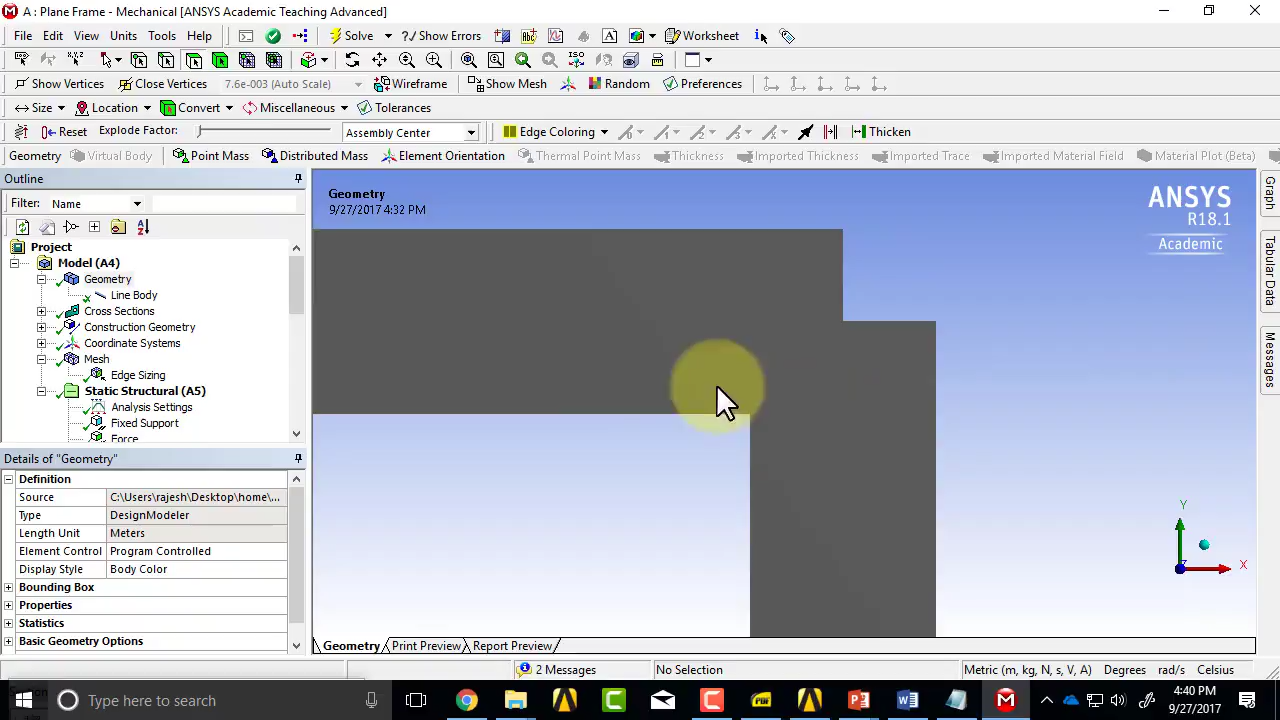 A : Plane Frame - Mechanical [ANSYS Academic Teaching Advanced]
File Edit View Units Tools Help Solve ?/ Show Errors Worksheet
Show Vertices Close Vertices 7.6e-003 (Auto Scale) Wireframe Show Mesh Random Preferences
Size Location Convert Miscellaneous Tolerances
Reset Explode Factor: Assembly Center Edge Coloring Thicken
Geometry Virtual Body Point Mass Distributed Mass Element Orientation Thermal Point Mass Thickness Imported Thickness Imported Trace Imported Material Field Material Plot (Beta)
Outline
Filter: Name
Project
Model (A4)
Geometry
Line Body
Cross Sections
Construction Geometry
Coordinate Systems
Mesh
Edge Sizing
Static Structural (A5)
Analysis Settings
Fixed Support
Force
Details of "Geometry"
Definition
Source C:\Users\rajesh\Desktop\home\...
Type DesignModeler
Length Unit Meters
Element Control Program Controlled
Display Style Body Color
Bounding Box
Properties
Statistics
Basic Geometry Options
Geometry
9/27/2017 4:32 PM
ANSYS
R18.1
Academic
Y
X
Z
Graph
Tabular Data
Messages
Geometry Print Preview Report Preview
2 Messages No Selection Metric (m, kg, N, s, V, A) Degrees rad/s Celsius
Type here to search
4:40 PM
9/27/2017